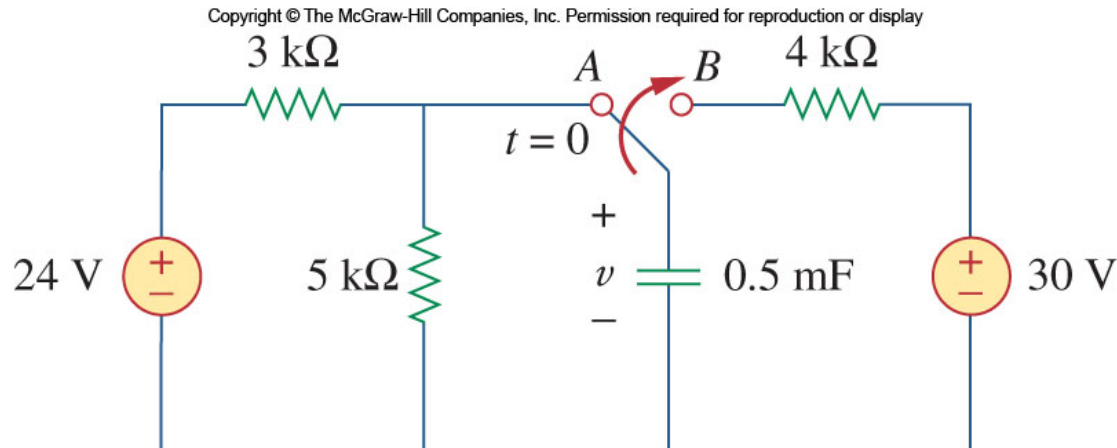 Copyright © The McGraw-Hill Companies, Inc. Permission required for reproduction or display
3 kΩ
A
B
4 kΩ
t = 0
+
24 V
+
−
5 kΩ
v
0.5 mF
+
−
30 V
−